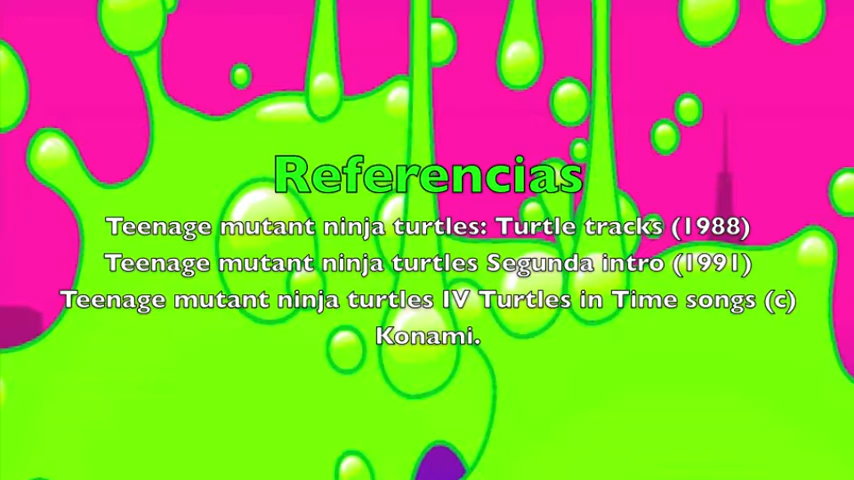 Referencias
Teenage mutant ninja turtles: Turtle tracks (1988)
Teenage mutant ninja turtles Segunda intro (1991)
Teenage mutant ninja turtles IV Turtles in Time songs (c)
Konami.